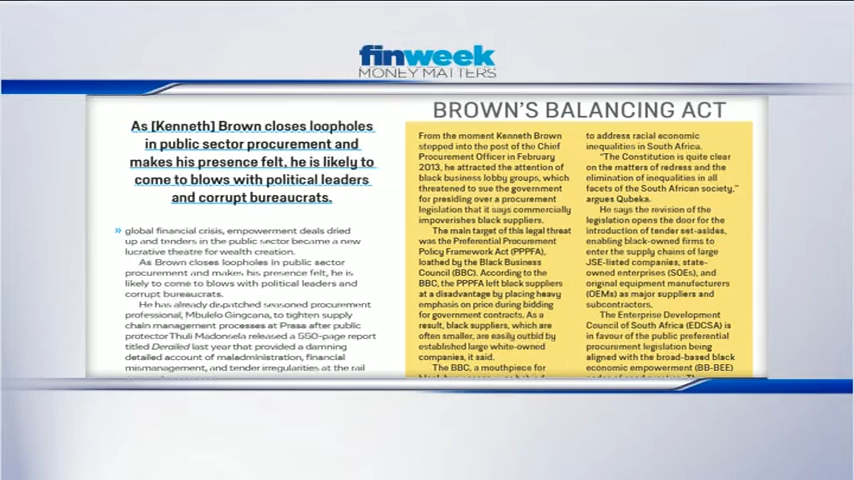 finweek
MONEY MATTERS
As [Kenneth] Brown closes loopholes
in public sector procurement and
makes his presence felt, he is likely to
come to blows with political leaders
and corrupt bureaucrats.
» global financial crisis, empowerment deals dried
up and tenders in the public sector became a new
lucrative theatre for wealth creation.
As Brown closes loopholes in public sector
procurement and makes his presence felt, he is
likely to come to blows with political leaders and
corrupt bureaucrats.
He has already dispatched seasoned procurement
professional, Mbulelo Gingcana, to tighten supply
chain management processes at Prasa after public
protector Thuli Madonsela released a 550-page report
titled Derailed last year that provided a damning
detailed account of maladministration, financial
mismanagement, and tender irregularities at the rail
BROWN'S BALANCING ACT
From the moment Kenneth Brown
stepped into the post of the Chief
Procurement Officer in February
2013, he attracted the attention of
black business lobby groups, which
threatened to sue the government
for presiding over a procurement
legislation that it says commercially
impoverishes black suppliers.
The main target of this legal threat
was the Preferential Procurement
Policy Framework Act (PPPFA),
loathed by the Black Business
Council (BBC). According to the
BBC, the PPPFA left black suppliers
at a disadvantage by placing heavy
emphasis on price during bidding
for government contracts. As a
result, black suppliers, which are
often smaller, are easily outbid by
established large white-owned
companies, it said.
The BBC, a mouthpiece for
to address racial economic
inequalities in South Africa.
"The Constitution is quite clear
on the matters of redress and the
elimination of inequalities in all
facets of the South African society,"
argues Qubeka.
He says the revision of the
legislation opens the door for the
introduction of tender set-asides,
enabling black-owned firms to
enter the supply chains of large
JSE-listed companies, state-
owned enterprises (SOEs), and
original equipment manufacturers
(OEMs) as major suppliers and
subcontractors.
The Enterprise Development
Council of South Africa (EDCSA) is
in favour of the public preferential
procurement legislation being
aligned with the broad-based black
economic empowerment (BB-BEE)